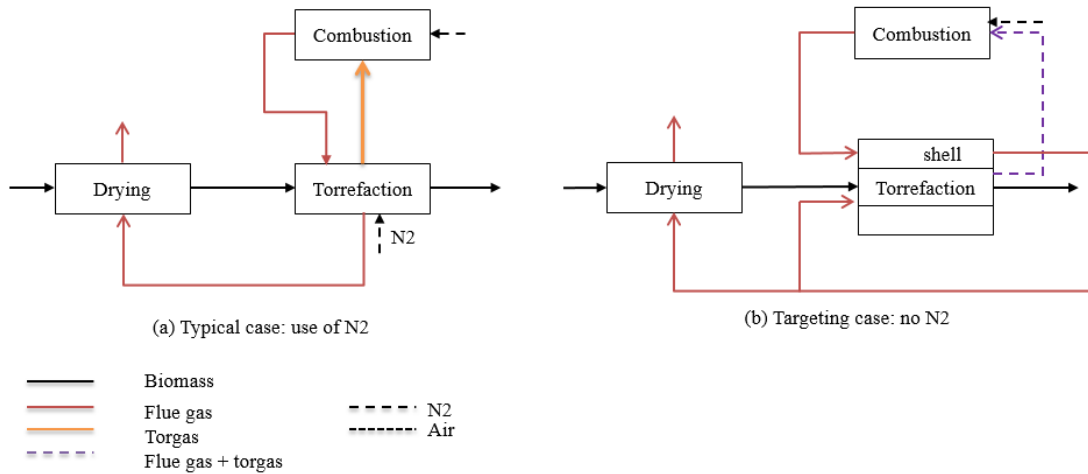 Combustion
Drying
Torrefaction
N2
(a) Typical case: use of N2
Combustion
shell
Drying
Torrefaction
(b) Targeting case: no N2
Biomass
Flue gas
Torgas
Flue gas + torgas
N2
Air